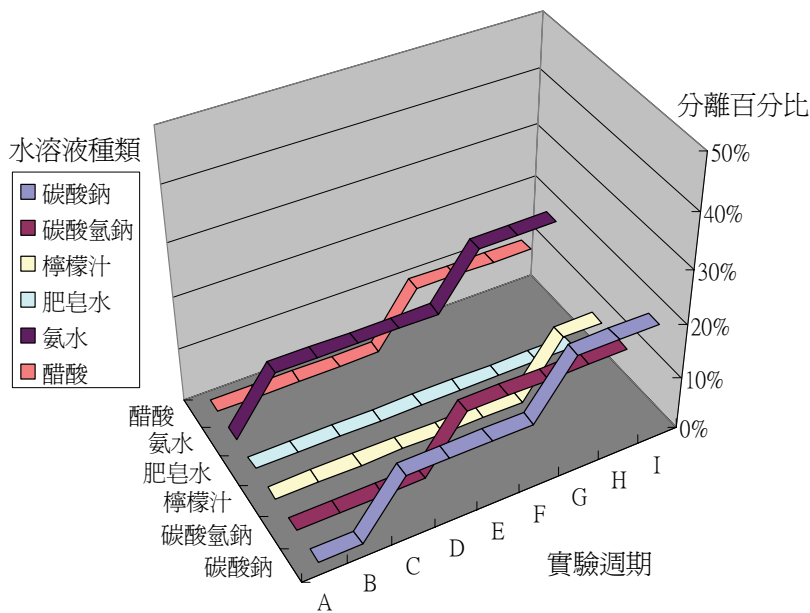 分離百分比
水溶液種類
碳酸鈉
碳酸氫鈉
檸檬汁
肥皂水
氨水
醋酸
50%
40%
30%
20%
10%
0%
醋酸
氨水
肥皂水
檸檬汁
碳酸氫鈉
碳酸鈉
A
B
C
D
E
F
G
H
I
實驗週期